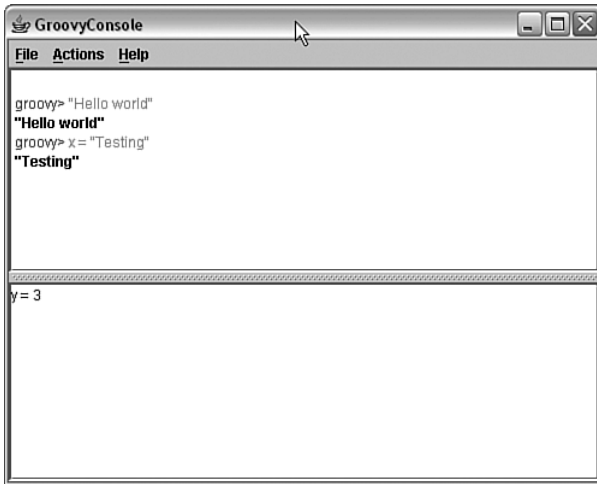 GroovyConsole
File Actions Help
groovy> "Hello world"
"Hello world"
groovy> x = "Testing"
"Testing"
y = 3